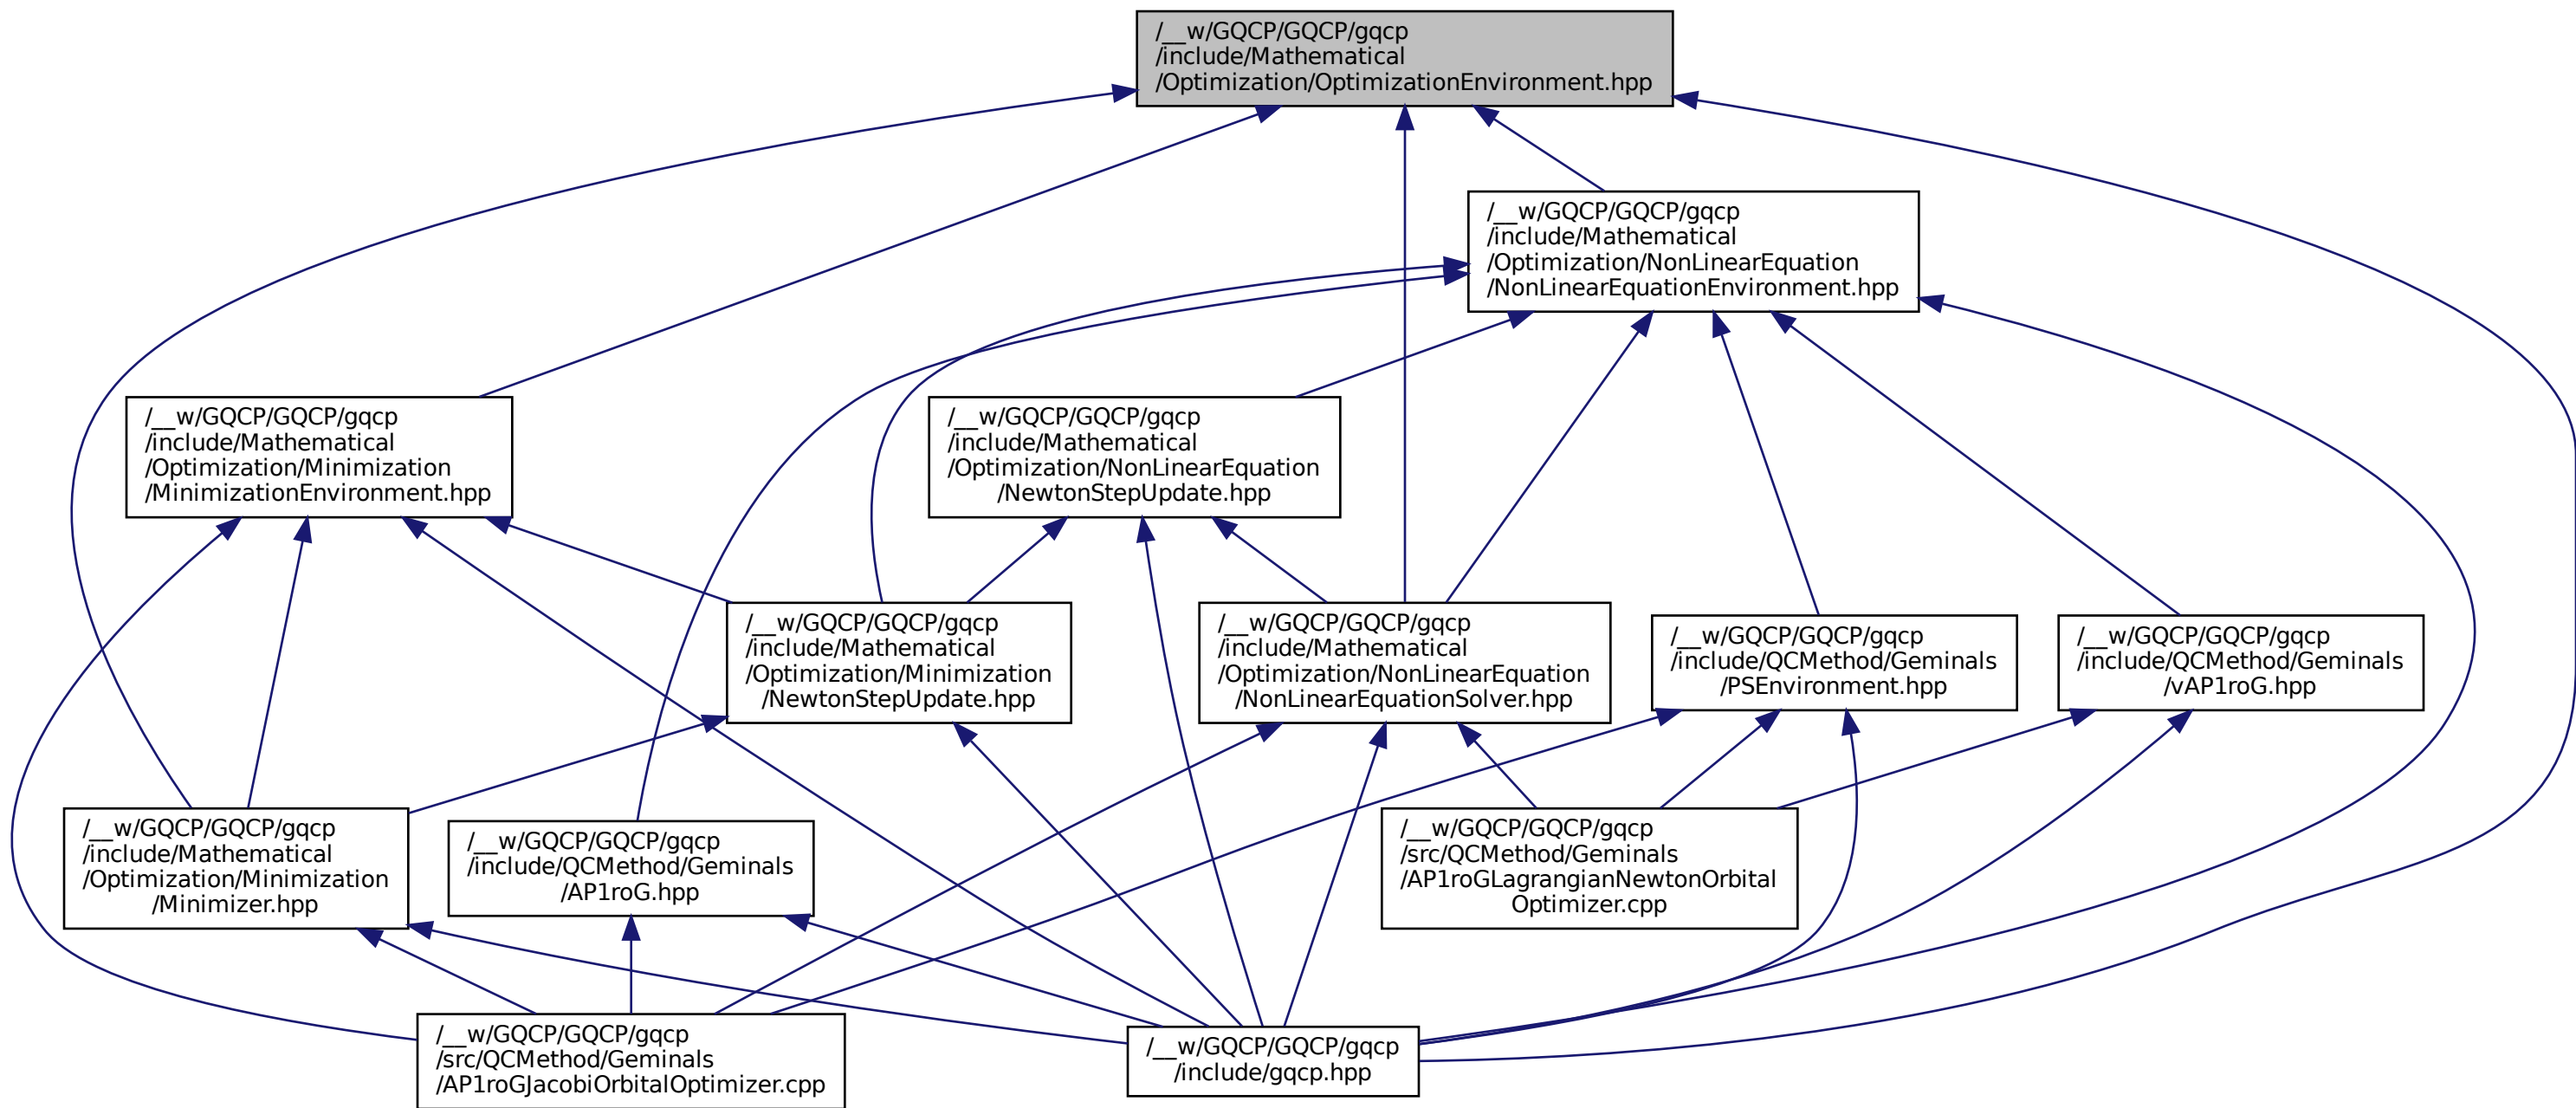 /__w/GQCP/GQCP/gqcp
/include/Mathematical
/Optimization/OptimizationEnvironment.hpp
/__w/GQCP/GQCP/gqcp
/include/Mathematical
/Optimization/NonLinearEquation
/NonLinearEquationEnvironment.hpp
/__w/GQCP/GQCP/gqcp
/include/Mathematical
/Optimization/Minimization
/MinimizationEnvironment.hpp
/__w/GQCP/GQCP/gqcp
/include/Mathematical
/Optimization/NonLinearEquation
/NewtonStepUpdate.hpp
/__w/GQCP/GQCP/gqcp
/include/Mathematical
/Optimization/Minimization
/NewtonStepUpdate.hpp
/__w/GQCP/GQCP/gqcp
/include/Mathematical
/Optimization/NonLinearEquation
/NonLinearEquationSolver.hpp
/__w/GQCP/GQCP/gqcp
/include/QCMethod/Geminals
/PSEnvironment.hpp
/__w/GQCP/GQCP/gqcp
/include/QCMethod/Geminals
/vAP1roG.hpp
/__w/GQCP/GQCP/gqcp
/include/Mathematical
/Optimization/Minimization
/Minimizer.hpp
/__w/GQCP/GQCP/gqcp
/include/QCMethod/Geminals
/AP1roG.hpp
/__w/GQCP/GQCP/gqcp
/src/QCMethod/Geminals
/AP1roGLagrangianNewtonOrbital
Optimizer.cpp
/__w/GQCP/GQCP/gqcp
/src/QCMethod/Geminals
/AP1roGJacobiOrbitalOptimizer.cpp
/__w/GQCP/GQCP/gqcp
/include/gqcp.hpp